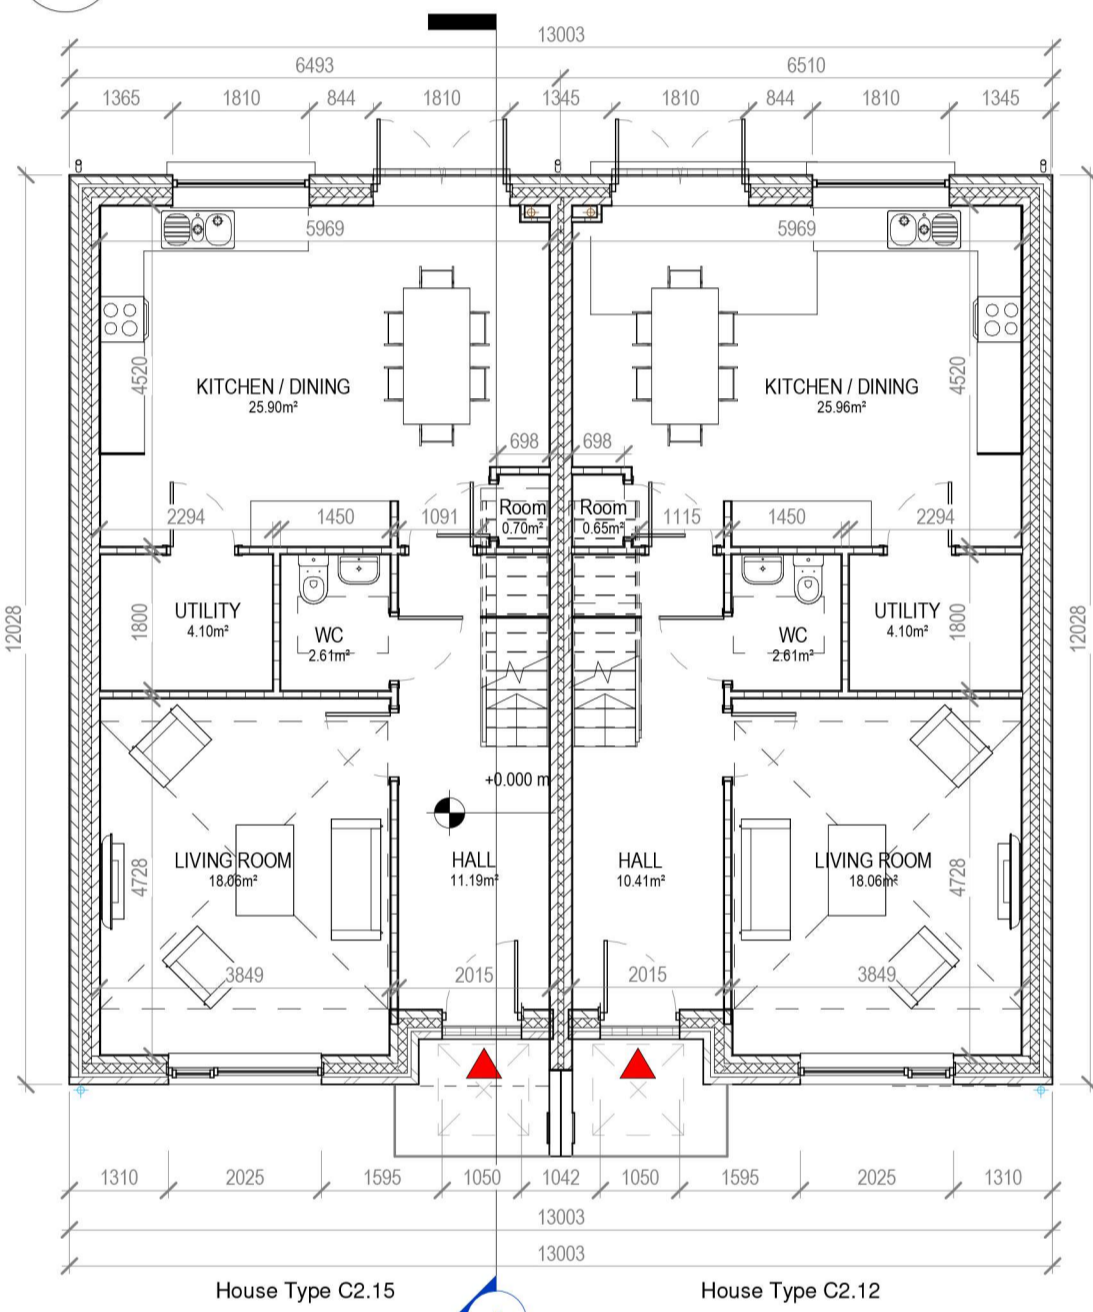 13003
6493 6510
1365 1810 844 1810 1345 1810 844 1810 1345
5969 5969
4520 4520
KITCHEN / DINING KITCHEN / DINING
25.90m² 25.96m²
698 698
Room Room
0.70m² 0.65m²
2294 1450 1091 1115 1450 2294
12028 12028
UTILITY UTILITY
4.10m² 4.10m²
1800 1800
WC WC
2.61m² 2.61m²
+0.000 m
LIVING ROOM HALL HALL LIVING ROOM
18.06m² 11.19m² 10.41m² 18.06m²
4728 4728
3849 2015 2015 3849
1310 2025 1595 1050 1042 1050 1595 2025 1310
13003
13003
House Type C2.15 House Type C2.12